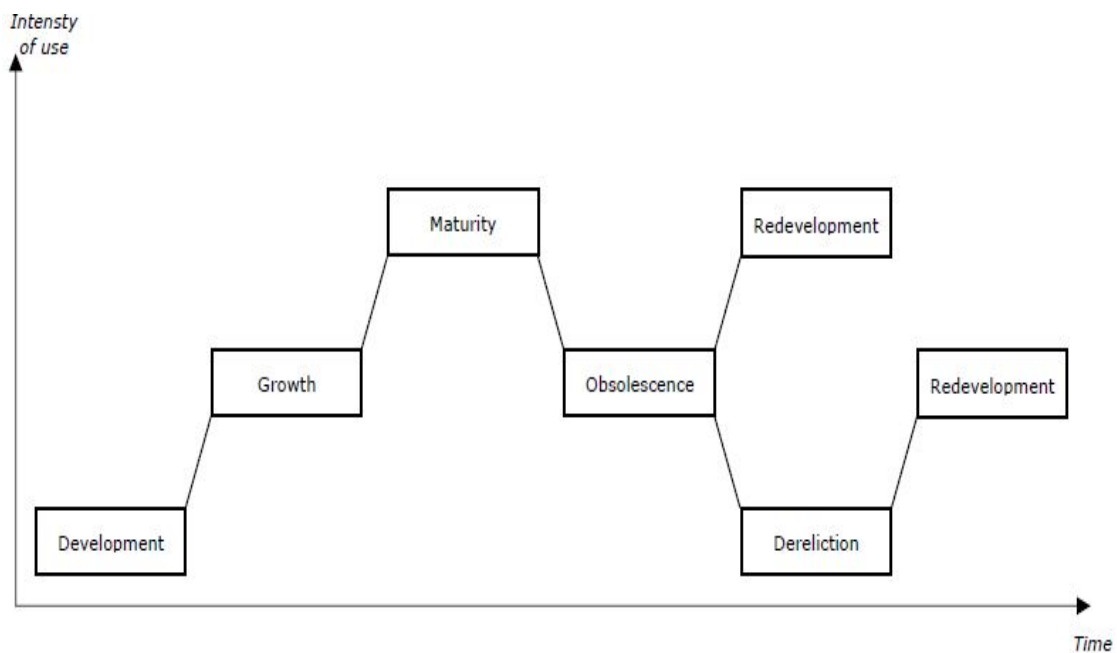 Intensty
of use
Maturity
Redevelopment
Growth
Obsolescence
Redevelopment
Development
Dereliction
Time